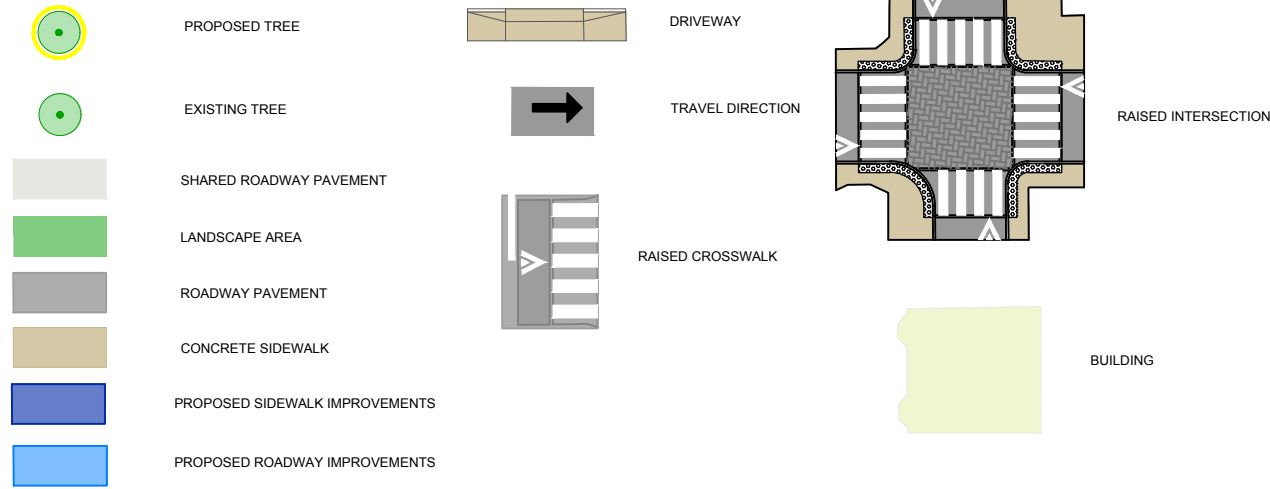 PROPOSED TREE
EXISTING TREE
SHARED ROADWAY PAVEMENT
LANDSCAPE AREA
ROADWAY PAVEMENT
CONCRETE SIDEWALK
PROPOSED SIDEWALK IMPROVEMENTS
PROPOSED ROADWAY IMPROVEMENTS
DRIVEWAY
TRAVEL DIRECTION
RAISED CROSSWALK
RAISED INTERSECTION
BUILDING